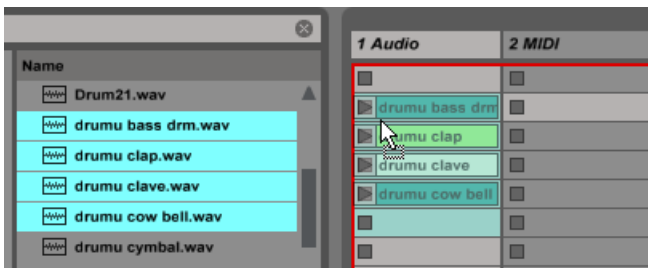 Name
Drum21.wav
drumu bass drm.wav
drumu clap.wav
drumu clave.wav
drumu cow bell.wav
drumu cymbal.wav
1 Audio
2 MIDI
drumu bass drm
drumu clap
drumu clave
drumu cow bell